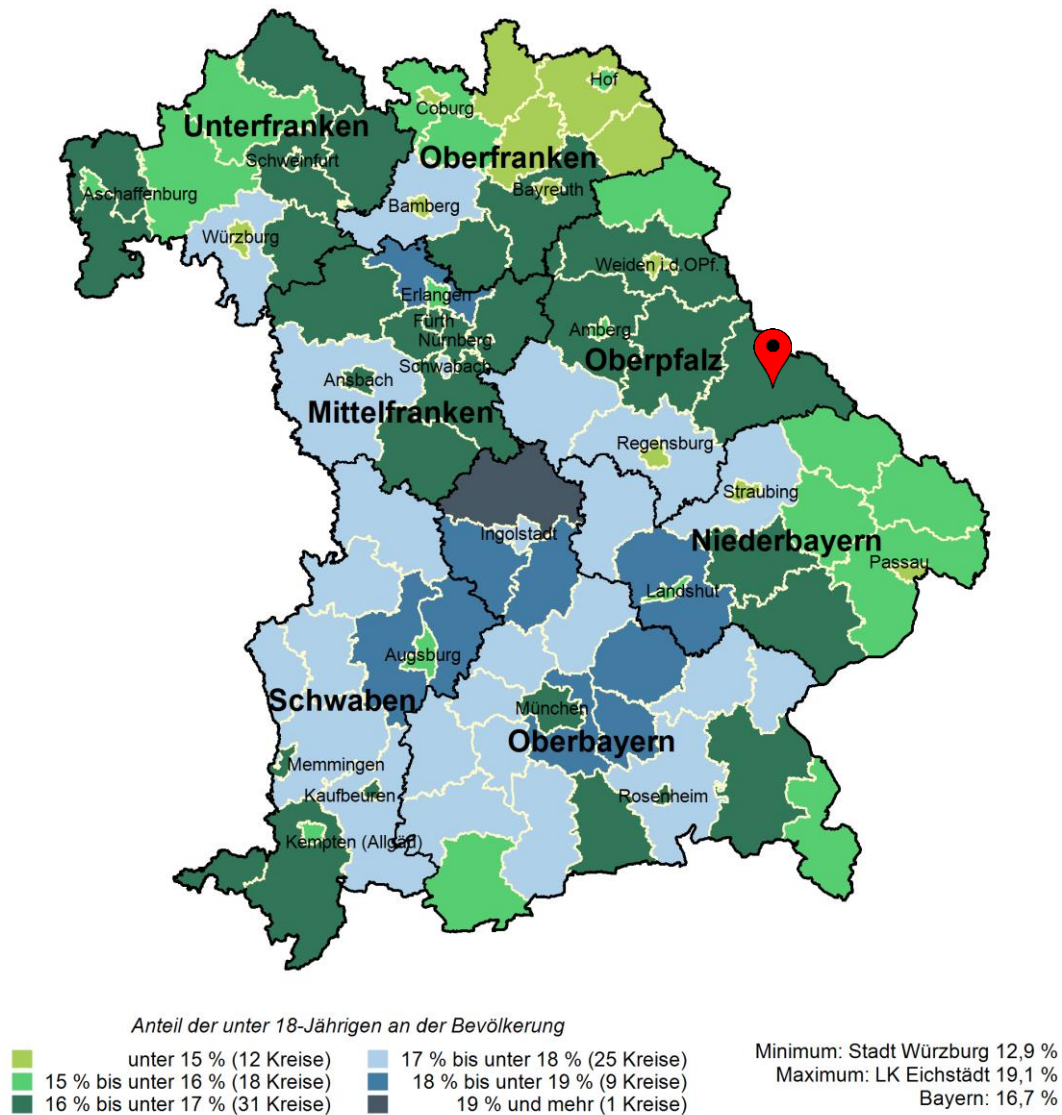 Hof
Coburg
Unterfranken
Oberfranken
Schweinfurt
Aschaffenburg
Bayreuth
Bamberg
Würzburg
Weiden i.d.OPf.
Erlangen
Fürth
Amberg
Nürnberg
Oberpfalz
Schwabach
Ansbach
Mittelfranken
Regensburg
Straubing
Ingolstadt
Niederbayern
Passau
Landshut
Augsburg
Schwaben
München
Oberbayern
Memmingen
Kaufbeuren
Rosenheim
Kempten (Allgäu)
Anteil der unter 18-Jährigen an der Bevölkerung
unter 15 % (12 Kreise)
15 % bis unter 16 % (18 Kreise)
16 % bis unter 17 % (31 Kreise)
17 % bis unter 18 % (25 Kreise)
18 % bis unter 19 % (9 Kreise)
19 % und mehr (1 Kreise)
Minimum: Stadt Würzburg 12,9 %
Maximum: LK Eichstädt 19,1 %
Bayern: 16,7 %